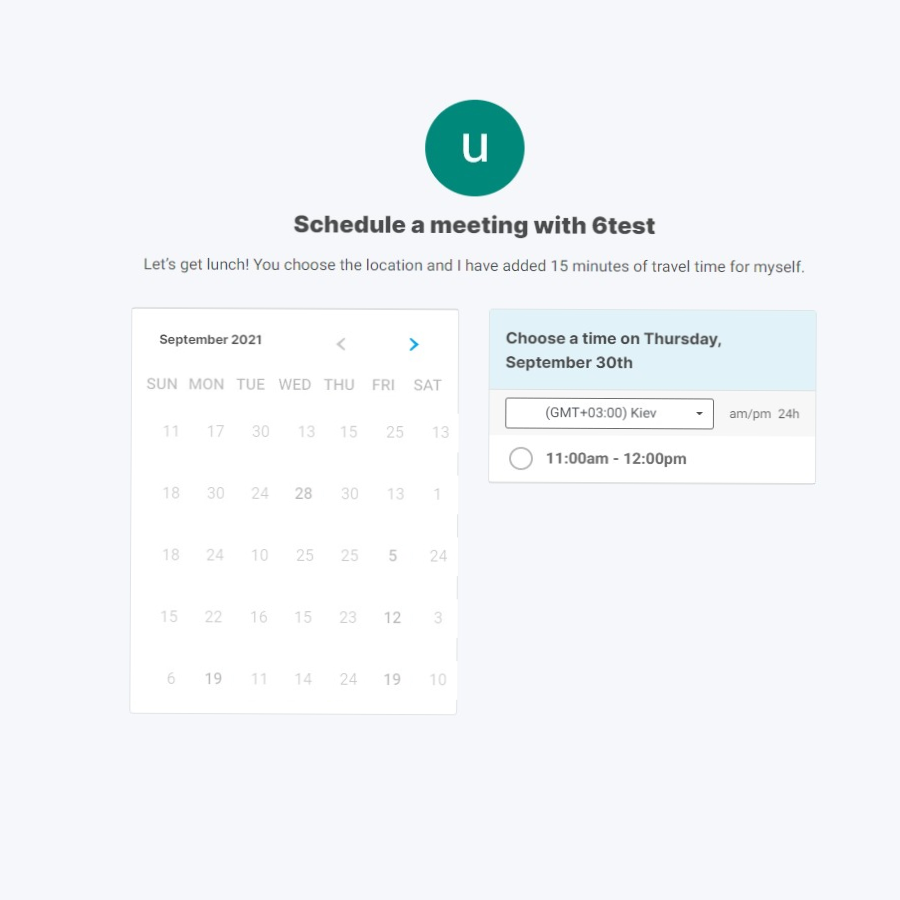 u
Schedule a meeting with 6test
Let's get lunch! You choose the location and I have added 15 minutes of travel time for myself.
September 2021
SUN MON TUE WED THU FRI SAT
11 17 30 13 15 25 13
18 30 24 28 30 13 1
18 24 10 25 25 5 24
15 22 16 15 23 12 3
6 19 11 14 24 19 10
Choose a time on Thursday,
September 30th
(GMT+03:00) Kiev am/pm 24h
11:00am - 12:00pm